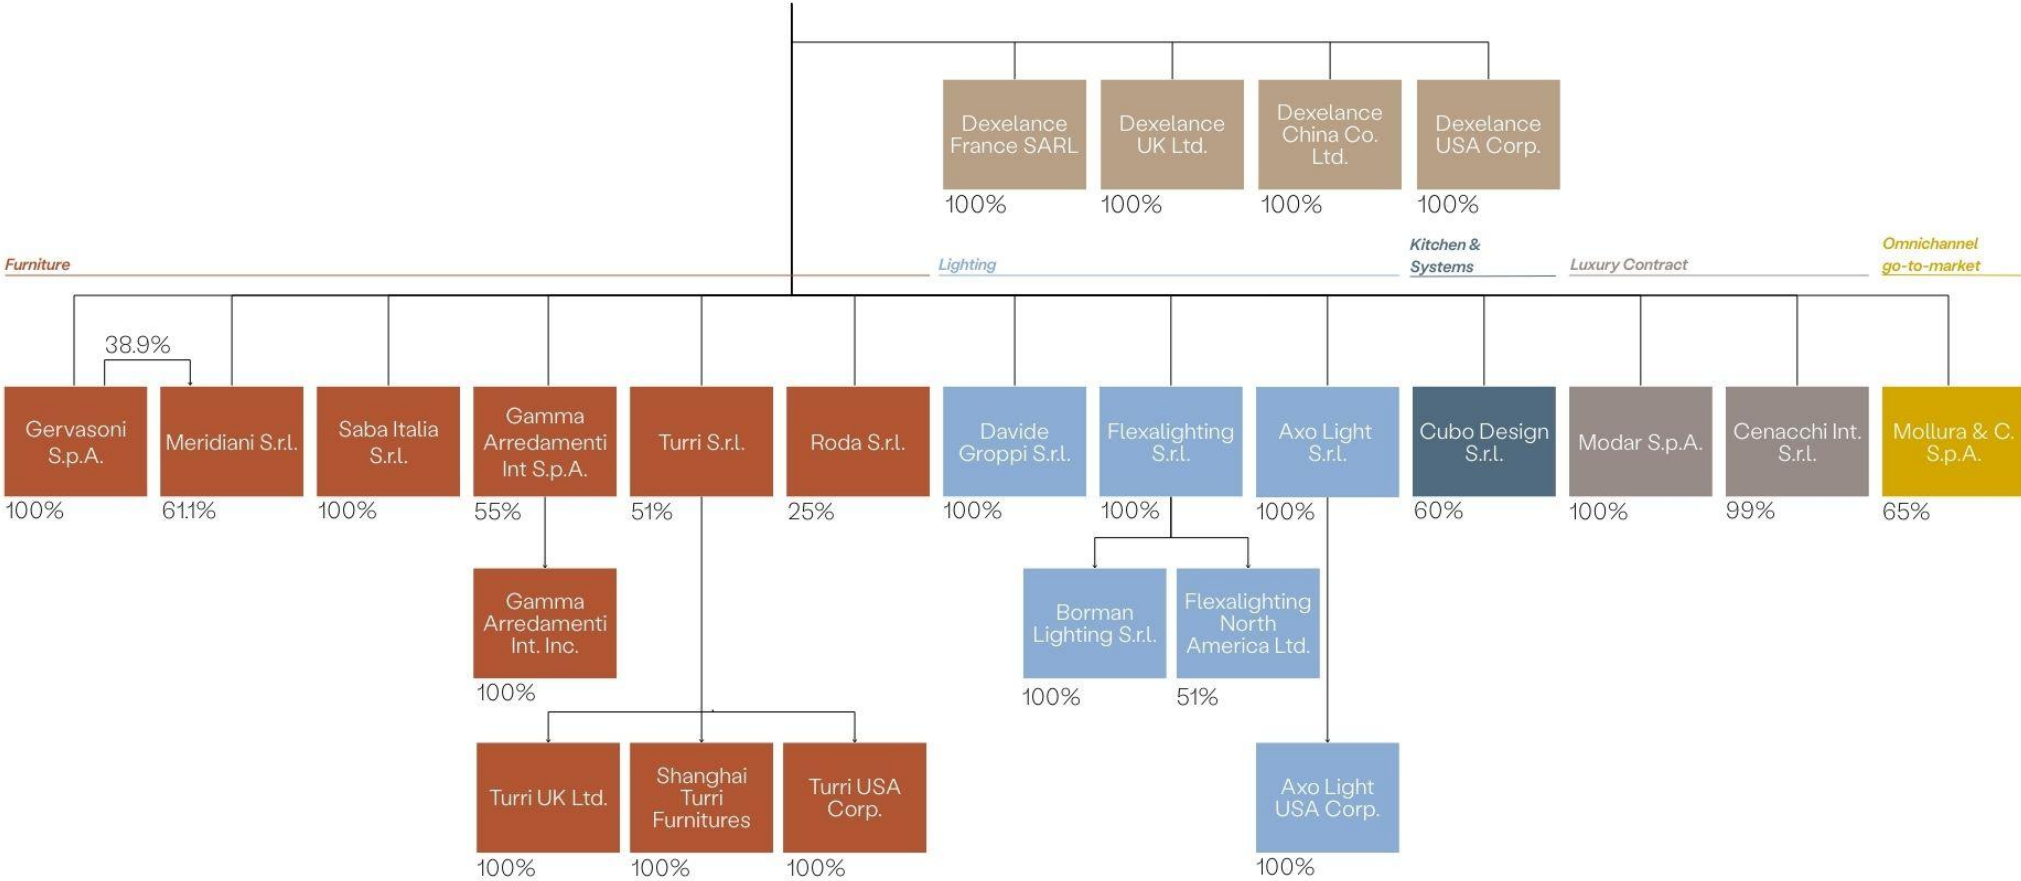 Dexelance
France SARL
Dexelance
UK Ltd.
Dexelance
China Co.
Ltd.
Dexelance
USA Corp.
100%
100%
100%
100%
Furniture
Lighting
Kitchen &
Systems
Luxury Contract
Omnichannel
go-to-market
38.9%
Gervasoni
S.p.A.
Meridiani S.r.l.
Saba Italia
S.r.l.
Gamma
Arredamenti
Int S.p.A.
Turri S.r.l.
Roda S.r.l.
Davide
Groppi S.r.l.
Flexalighting
S.r.l.
Axo Light
S.r.l.
Cubo Design
S.r.l.
Modar S.p.A.
Cenacchi Int.
S.r.l.
Mollura & C.
S.p.A.
100%
61.1%
100%
55%
51%
25%
100%
100%
100%
60%
100%
99%
65%
Gamma
Arredamenti
Int. Inc.
100%
Borman
Lighting S.r.l.
100%
Flexalighting
North
America Ltd.
51%
Turri UK Ltd.
100%
Shanghai
Turri
Furnitures
100%
Turri USA
Corp.
100%
Axo Light
USA Corp.
100%